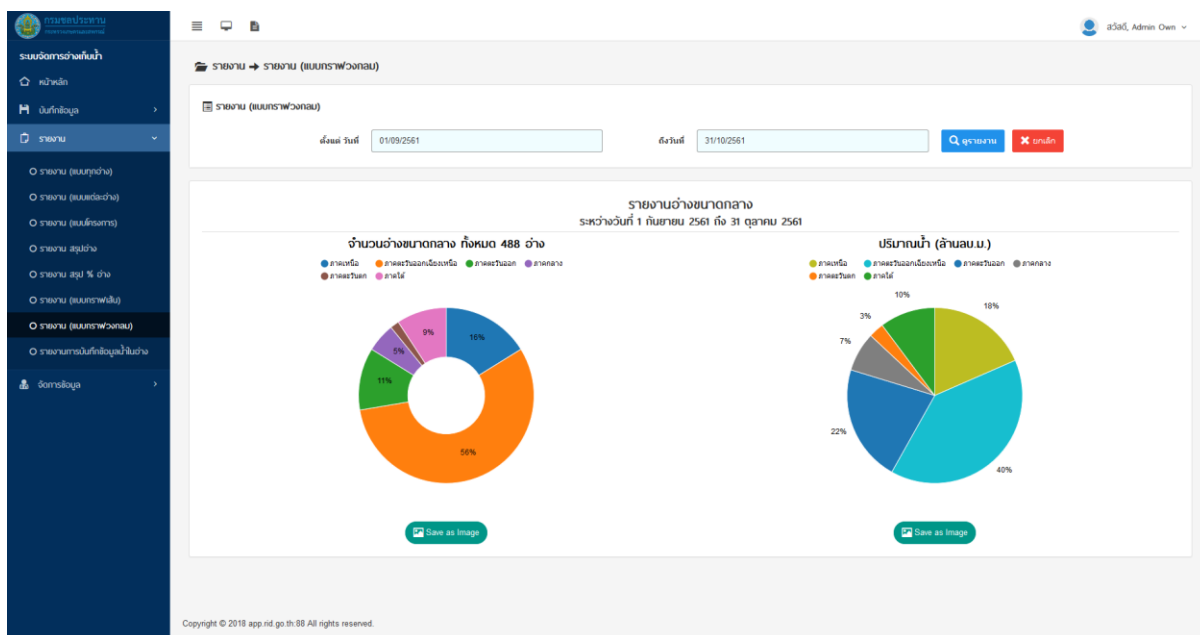 กรมชลประทาน
สวัสดี, Admin Own
ระบบจัดการอ่างเก็บน้ำ
หน้าหลัก
บันทึกข้อมูล
รายงาน
รายงาน (แบบทุกอ่าง)
รายงาน (แบบแต่ละอ่าง)
รายงาน (แบบโครงการ)
รายงาน สรุปอ่าง
รายงาน สรุป % อ่าง
รายงาน (แบบกราฟเส้น)
รายงาน (แบบกราฟวงกลม)
รายงานการบันทึกข้อมูลน้ำในอ่าง
จัดการข้อมูล
รายงาน ➔ รายงาน (แบบกราฟวงกลม)
รายงาน (แบบกราฟวงกลม)
ตั้งแต่ วันที่ 01/09/2561 ถึงวันที่ 31/10/2561 ดูรายงาน ยกเลิก
รายงานอ่างขนาดกลาง
ระหว่างวันที่ 1 กันยายน 2561 ถึง 31 ตุลาคม 2561
จำนวนอ่างขนาดกลาง ทั้งหมด 488 อ่าง
ภาคเหนือ ภาคตะวันออกเฉียงเหนือ ภาคตะวันออก ภาคกลาง
ภาคตะวันตก ภาคใต้
9% 16%
5%
11%
56%
Save as Image
ปริมาณน้ำ (ล้านลบ.ม.)
ภาคเหนือ ภาคตะวันออกเฉียงเหนือ ภาคตะวันออก ภาคกลาง
ภาคตะวันตก ภาคใต้
10% 18%
3%
7%
22%
40%
Save as Image
Copyright © 2018 app.rid.go.th:88 All rights reserved.